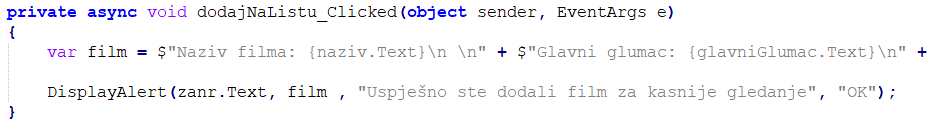 private async void dodajNaListu_Clicked(object sender, EventArgs e)
{
var film = $"Naziv filma: {naziv.Text}\n \n" + $"Glavni glumac: {glavniGlumac.Text}\n" +
DisplayAlert(zanr.Text, film , "Uspješno ste dodali film za kasnije gledanje", "OK");
}